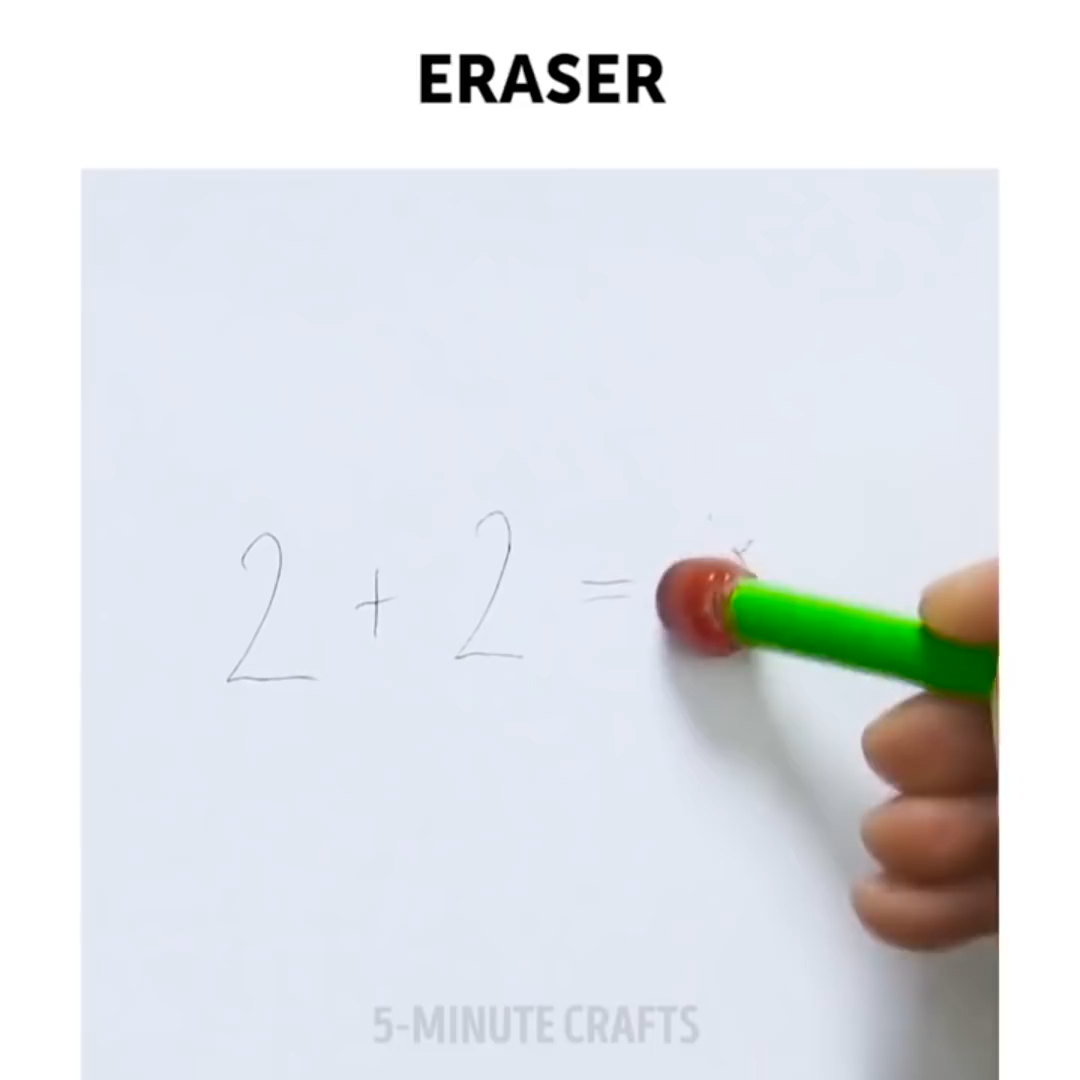 ERASER
2 + 2 =
5-MINUTE CRAFTS